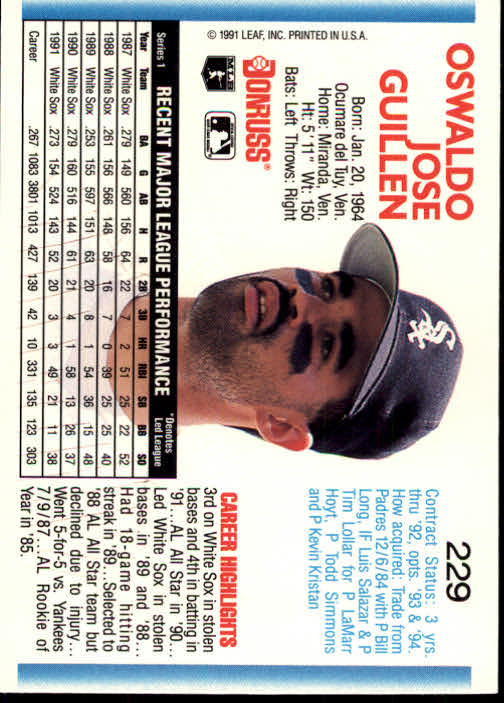 OSWALDO
JOSE
GUILLEN
229
Born: Jan. 20, 1964
Ocumare del Tuy, Ven.
Home: Miranda, Ven.
Ht: 5'11" Wt: 150
Bats: Left Throws: Right
DONRUSS®
© 1991 LEAF, INC. PRINTED IN U.S.A.
Contract Status: 3 yrs.
thru '92, opts. '93 & '94.
How acquired: Trade from
Padres 12/6/84 with P Bill
Long, IF Luis Salazar & P
Tim Lollar for P LaMarr
Hoyt, P Todd Simmons
and P Kevin Kristan
CAREER HIGHLIGHTS
3rd on White Sox in stolen
bases and 4th in batting in
'91...AL All Star in '90...
Led White Sox in stolen
bases in '89 and '88...
Had 18-game hitting
streak in '89...Selected to
'88 AL All Star team but
declined due to injury...
Went 5-for-5 vs. Yankees
7/9/87...AL Rookie of
Year in '85.
Series 1 RECENT MAJOR LEAGUE PERFORMANCE *Denotes
Led League
Year Team BA G AB H R 2B 3B HR RBI SB BB SO
1987 White Sox .279 149 560 156 64 22 7 2 51 25 22 52
1988 White Sox .261 156 566 148 58 16 7 0 39 25 25 40
1989 White Sox .253 155 597 151 63 20 8 1 54 36 15 48
1990 White Sox .279 160 516 144 61 21 4 1 58 13 26 37
1991 White Sox .273 154 524 143 52 20 3 3 49 21 11 38
Career .267 1083 3801 1013 427 139 42 10 331 135 123 303